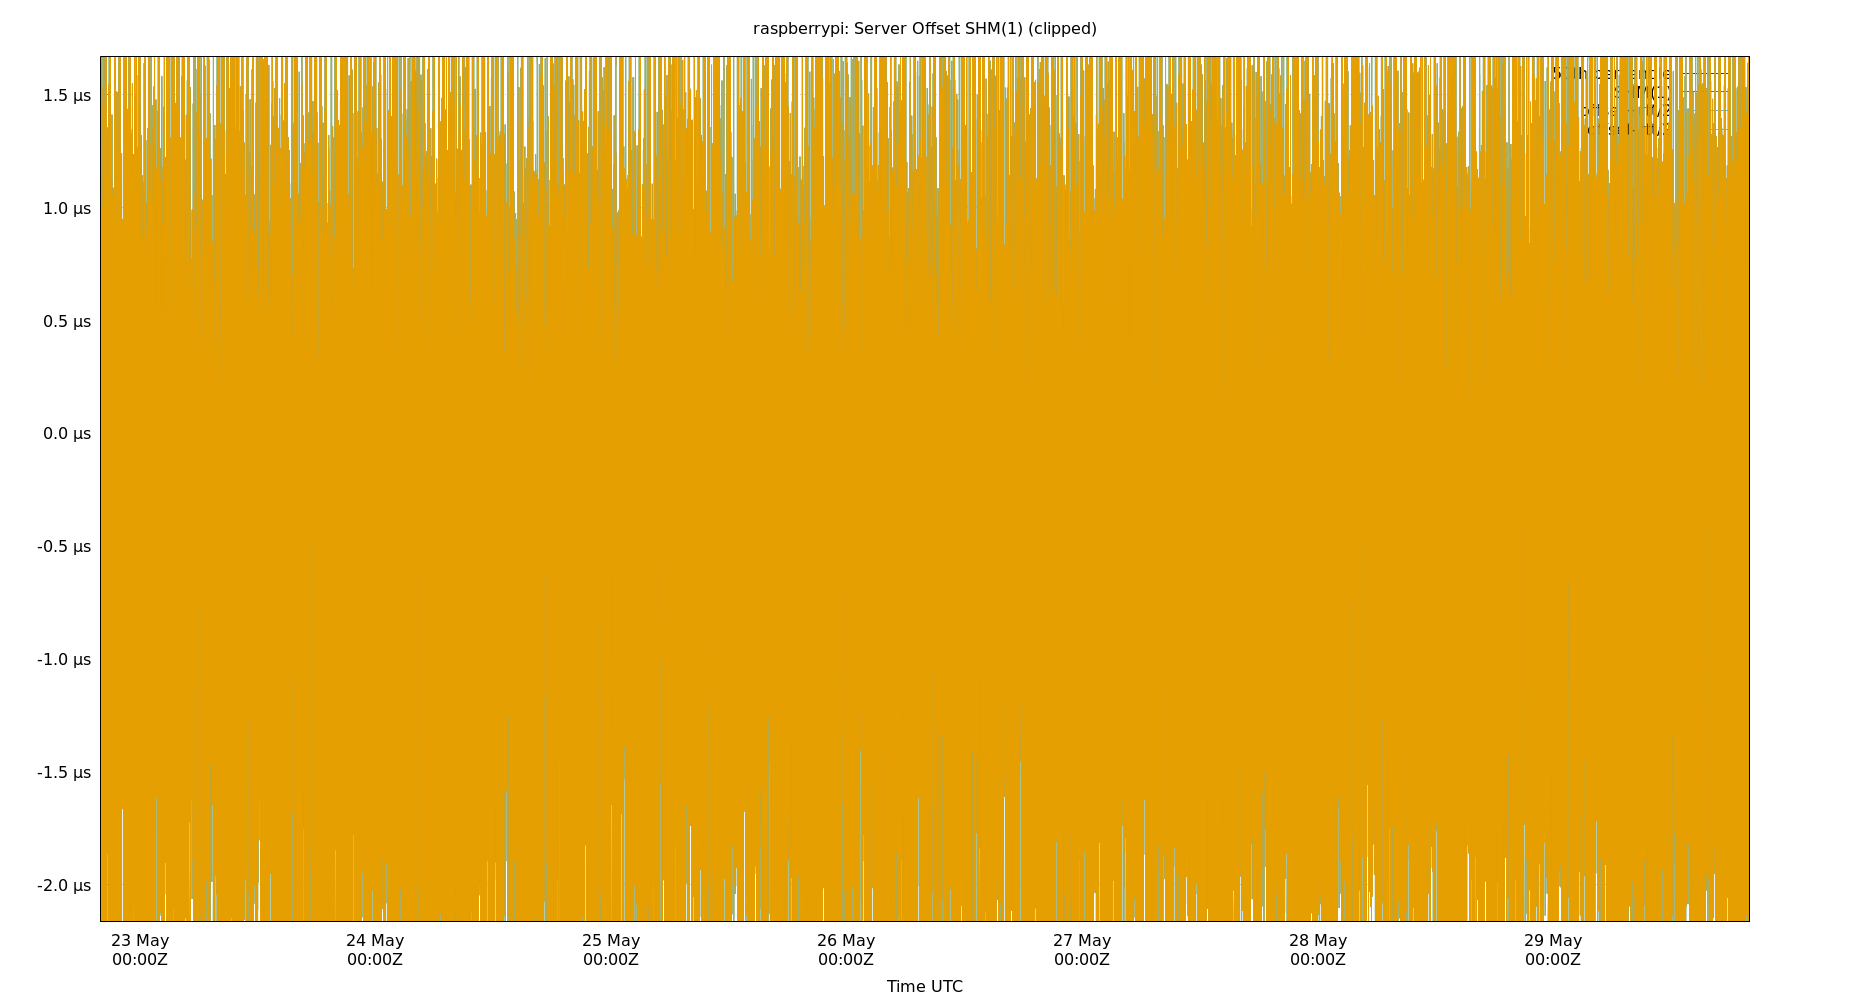 raspberrypi: Server Offset SHM(1) (clipped)
SHM(1)
1.5 µs
1.0 µs
0.5 µs
0.0 µs
-0.5 µs
-1.0 µs
-1.5 µs
-2.0 µs
23 May 24 May 25 May 26 May 27 May 28 May 29 May
00:00Z 00:00Z 00:00Z 00:00Z 00:00Z 00:00Z 00:00Z
Time UTC